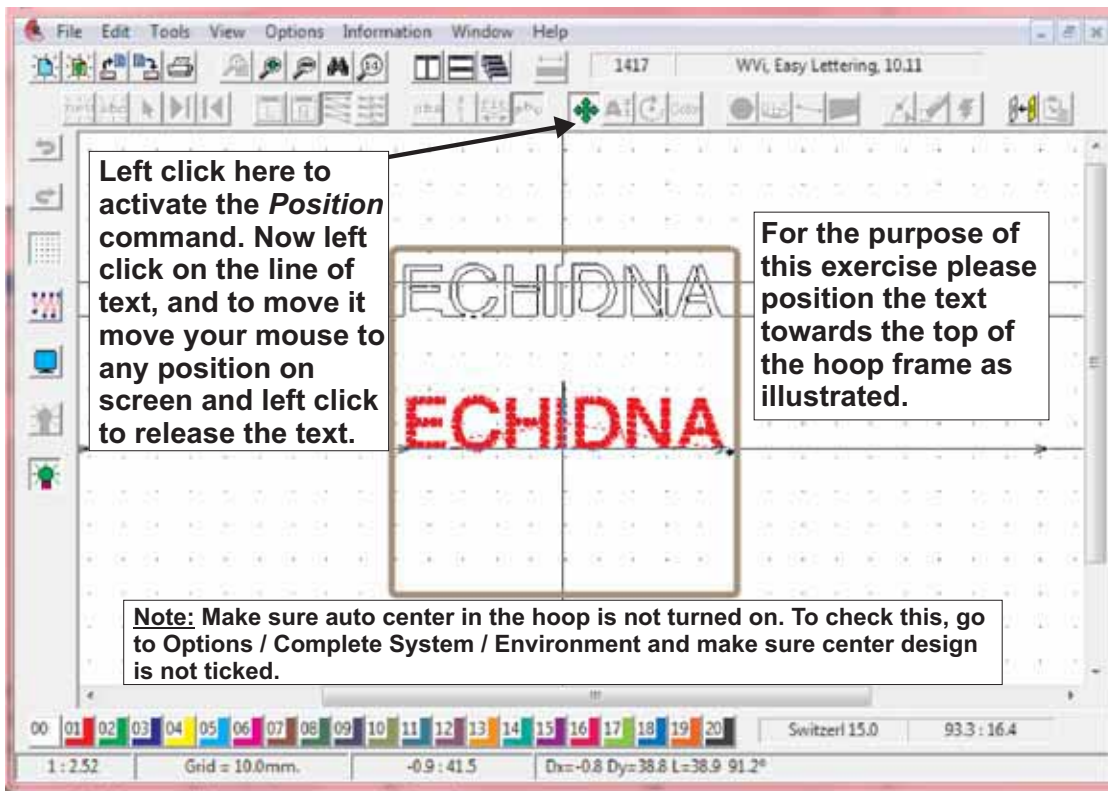 File Edit Tools View Options Information Window Help
1:1
1417 WVi, Easy Lettering, 10.11
abc
Color
Left click here to
activate the Position
command. Now left
click on the line of
text, and to move it
move your mouse to
any position on
screen and left click
to release the text.
For the purpose of
this exercise please
position the text
towards the top of
the hoop frame as
illustrated.
ECHIDNA
ECHIDNA
Note: Make sure auto center in the hoop is not turned on. To check this, go
to Options / Complete System / Environment and make sure center design
is not ticked.
00 01 02 03 04 05 06 07 08 09 10 11 12 13 14 15 16 17 18 19 20 Switzerl 15.0 93.3 : 16.4
1 : 2.52 Grid = 10.0mm. -0.9 : 41.5 Dx=-0.8 Dy=38.8 L=38.9 91.2°